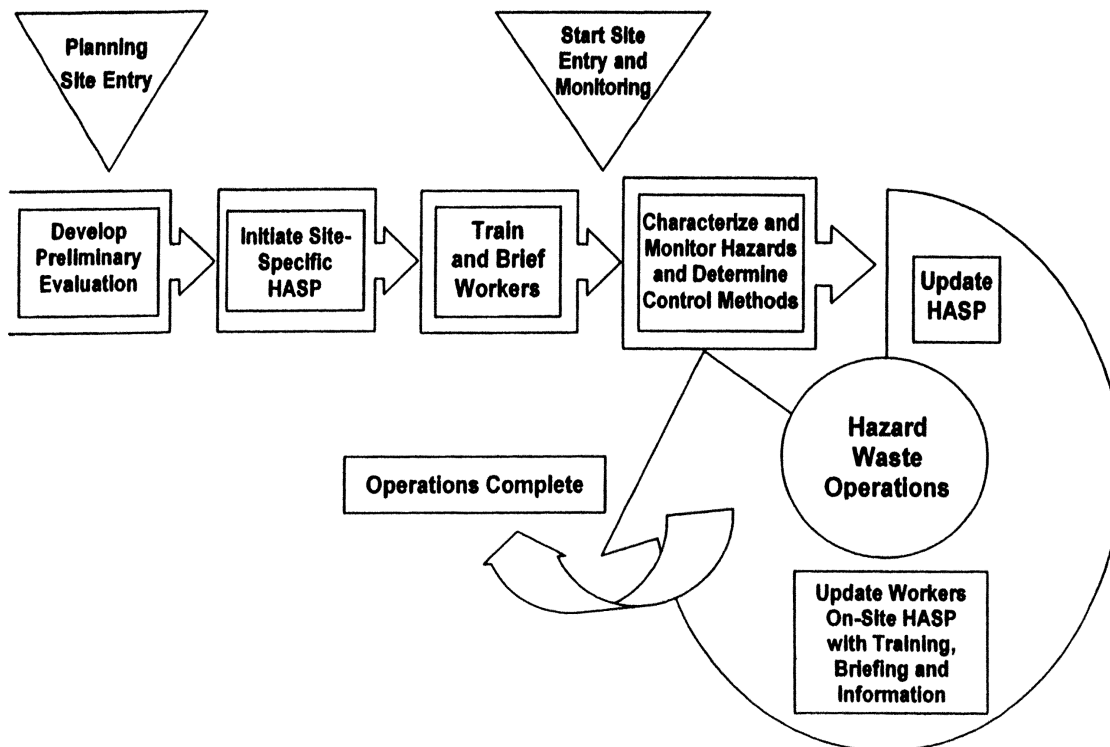 Planning
Site Entry
Start Site
Entry and
Monitoring
Develop
Preliminary
Evaluation
Initiate Site-
Specific
HASP
Train
and Brief
Workers
Characterize and
Monitor Hazards
and Determine
Control Methods
Update
HASP
Hazard
Waste
Operations
Operations Complete
Update Workers
On-Site HASP
with Training,
Briefing and
Information